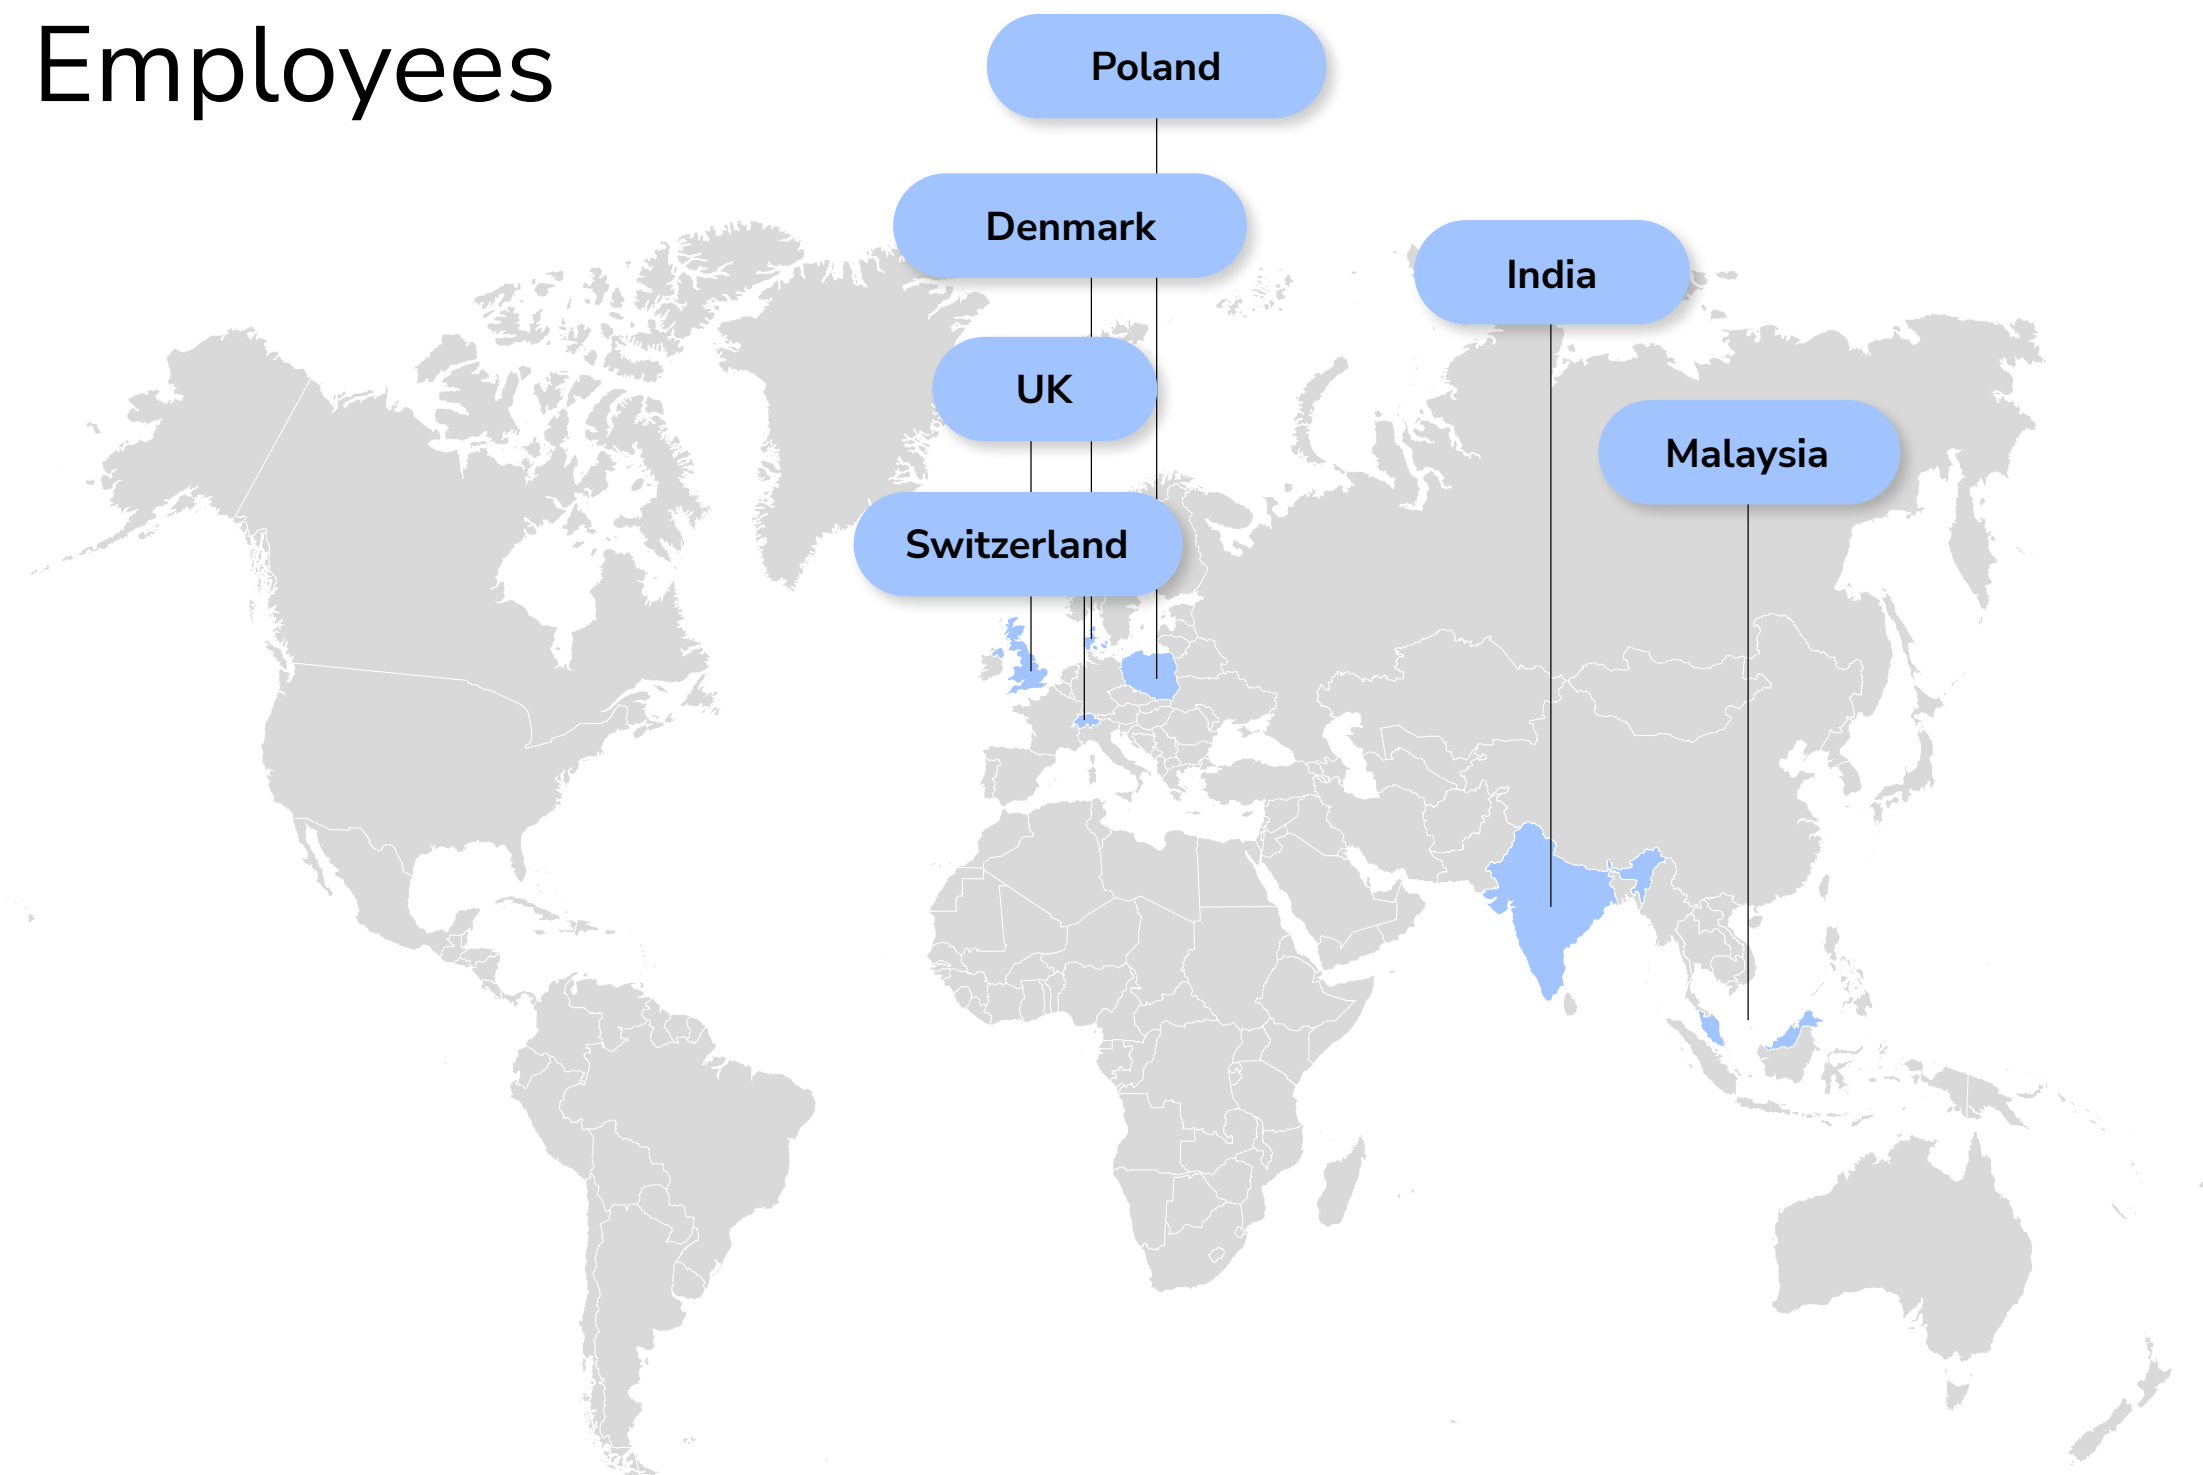 Employees
Poland
Denmark
India
UK
Malaysia
Switzerland